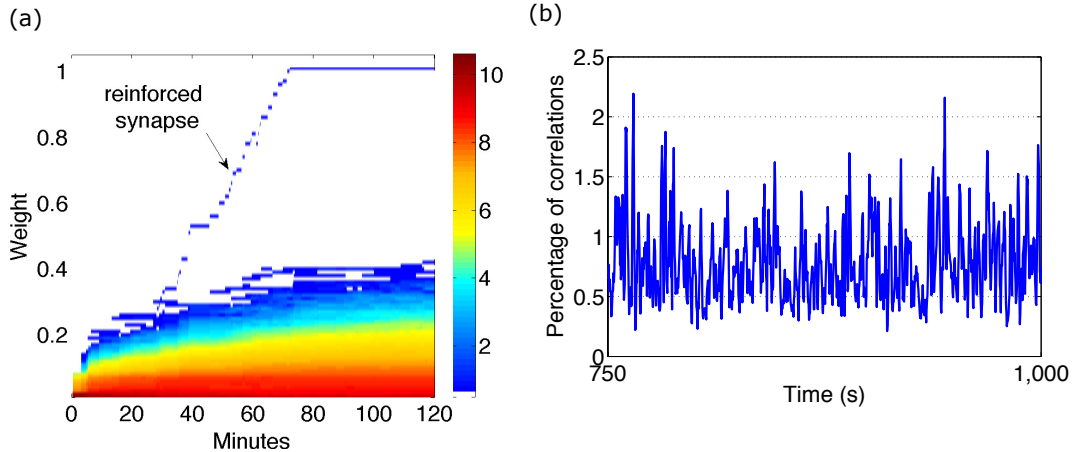 (a)
reinforced
synapse
Weight
1
0.8
0.6
0.4
0.2
0 20 40 60 80 100 120
Minutes
10
8
6
4
2
(b)
Percentage of correlations
2.5
2
1.5
1
0.5
0
750 1,000
Time (s)